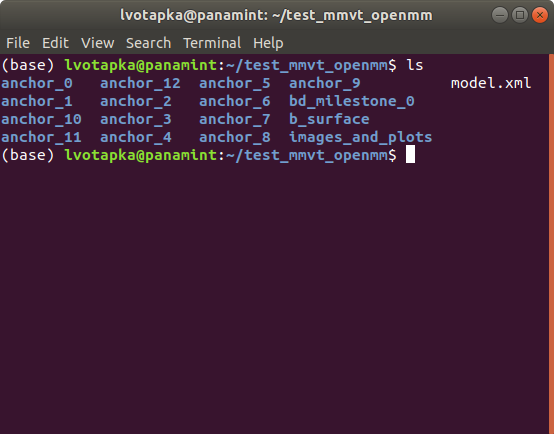 lvotapka@panamint: ~/test_mmvt_openmm
File Edit View Search Terminal Help
(base) lvotapka@panamint:~/test_mmvt_openmm$ ls
anchor_0 anchor_12 anchor_5 anchor_9 model.xml
anchor_1 anchor_2 anchor_6 bd_milestone_0
anchor_10 anchor_3 anchor_7 b_surface
anchor_11 anchor_4 anchor_8 images_and_plots
(base) lvotapka@panamint:~/test_mmvt_openmm$